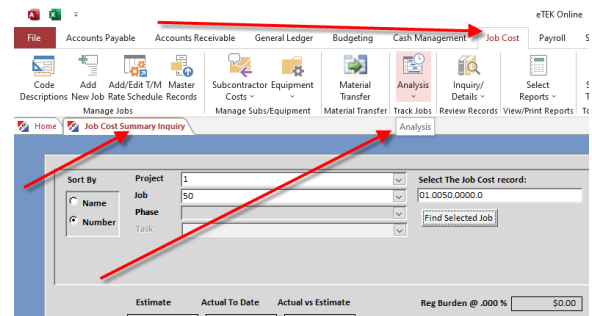 eTEK Online
File Accounts Payable Accounts Receivable General Ledger Budgeting Cash Management Job Cost Payroll S
Code Add Add/Edit T/M Master Subcontractor Equipment Material Analysis Inquiry/ Select S
Descriptions New Job Rate Schedule Records Costs Transfer Details Reports T
Manage Jobs Manage Subs/Equipment Material Transfer Track Jobs Review Records View/Print Reports To
Home Job Cost Summary Inquiry Analysis
Sort By Project 1 Select The Job Cost record:
Name Job 50 01.0050.0000.0
Number Phase Find Selected Job
Task
Estimate Actual To Date Actual vs Estimate Reg Burden @ .000 % $0.00